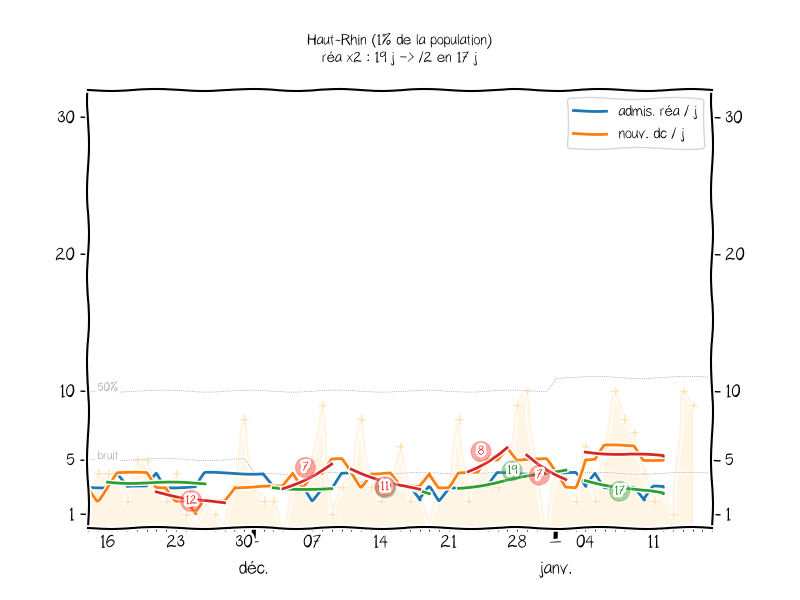 Haut-Rhin (1% de la population)
réa x2 : 19 j -> /2 en 17 j
admis. réa / j
nouv. dc / j
30 30
20 20
10 10
5 5
1 1
50%
bruit
12
7
11
8
19
7
17
16 23 30 07 14 21 28 04 11
déc. janv.